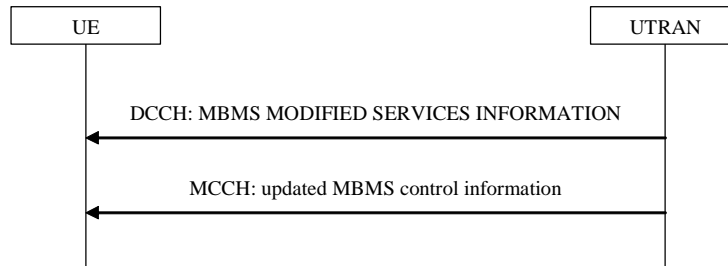 UE
UTRAN
DCCH: MBMS MODIFIED SERVICES INFORMATION
MCCH: updated MBMS control information